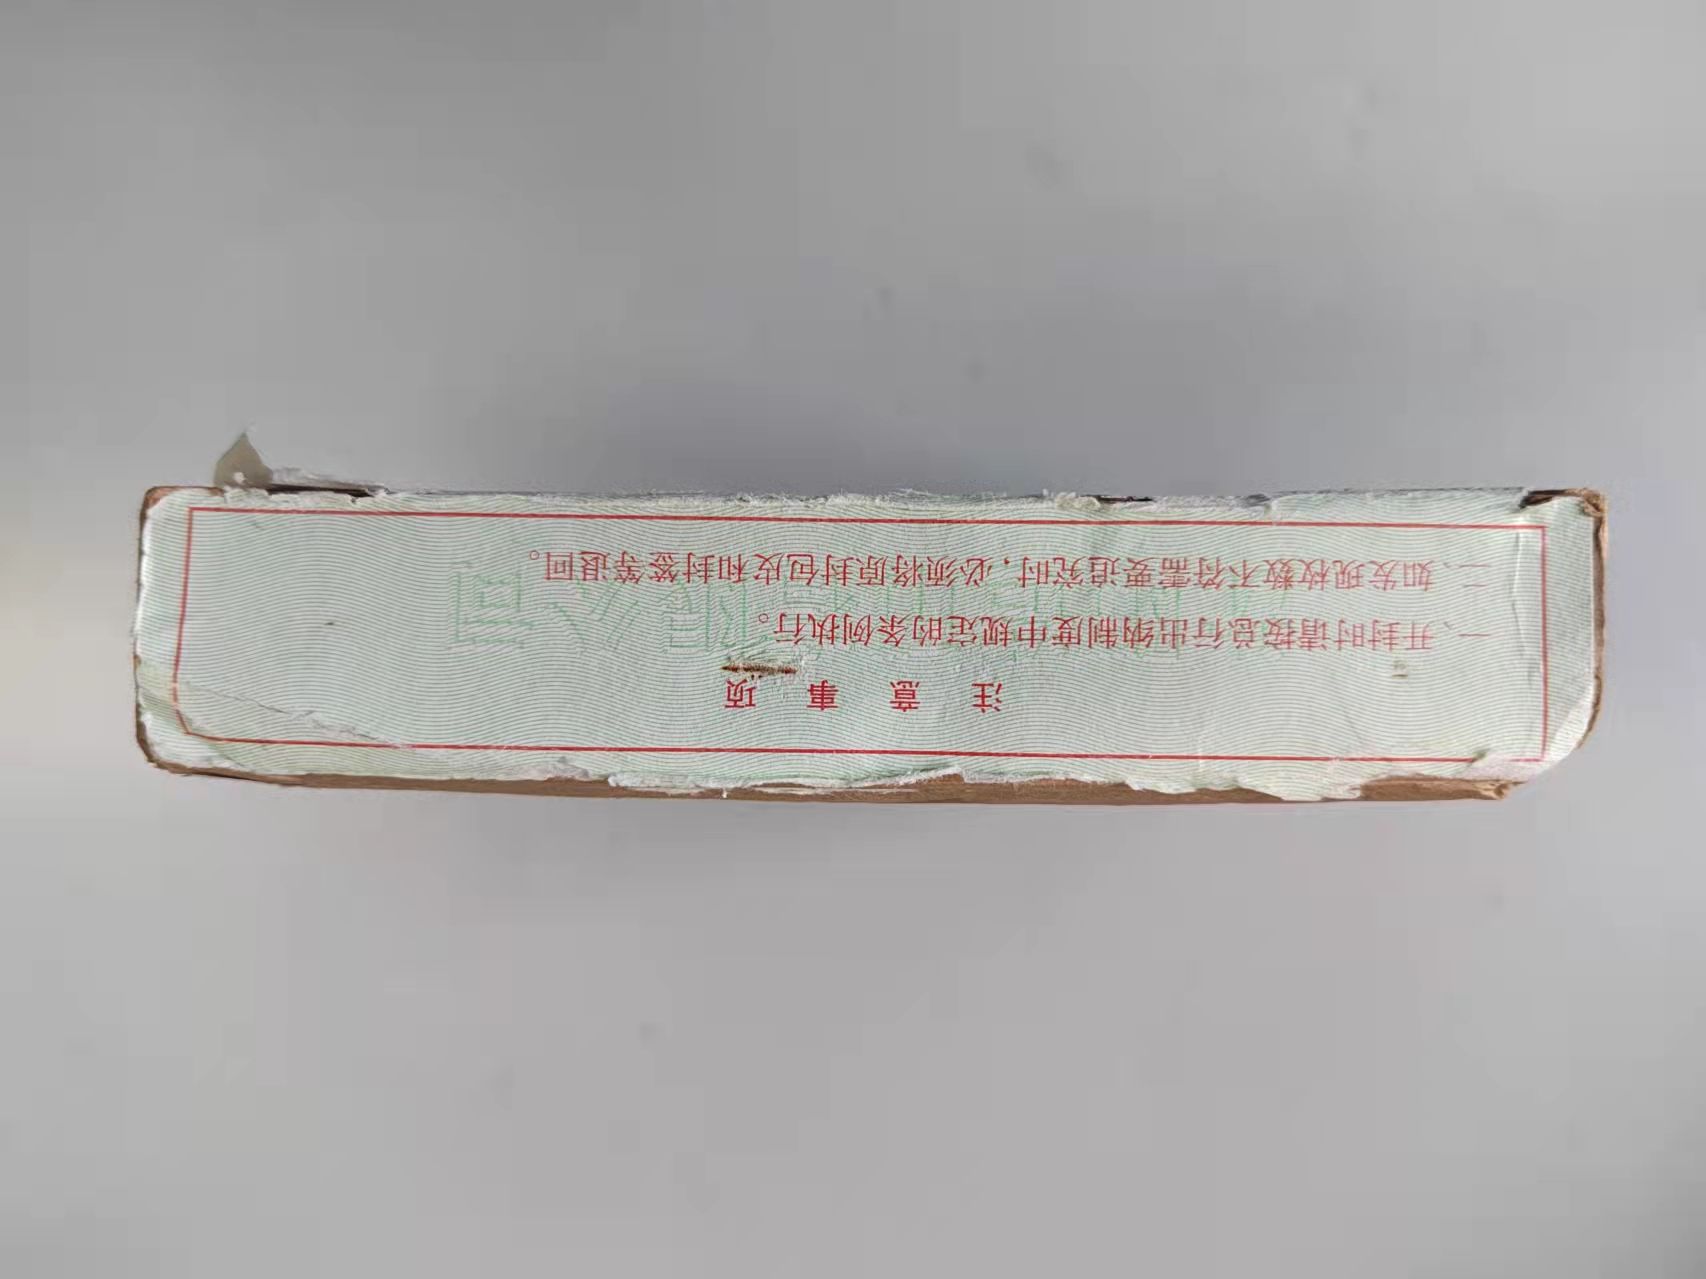 注意事项
一、开封时请按总行出纳制度中规定的条例执行。
二、如发现枚数不符需要追究时，必须将原封包皮和封签等退回。